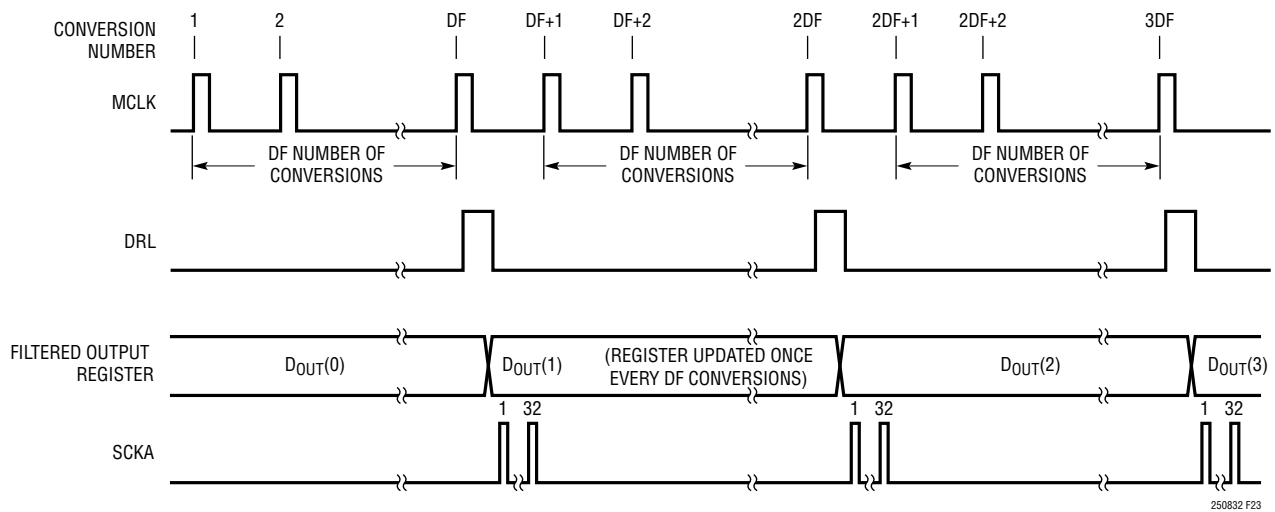 CONVERSION
NUMBER
1 2 DF DF+1 DF+2 2DF 2DF+1 2DF+2 3DF
MCLK
DF NUMBER OF
CONVERSIONS
DF NUMBER OF
CONVERSIONS
DF NUMBER OF
CONVERSIONS
DRL
FILTERED OUTPUT
REGISTER
DOUT(0)
DOUT(1)
(REGISTER UPDATED ONCE
EVERY DF CONVERSIONS)
DOUT(2)
DOUT(3)
1 32 1 32 1 32
SCKA
250832 F23